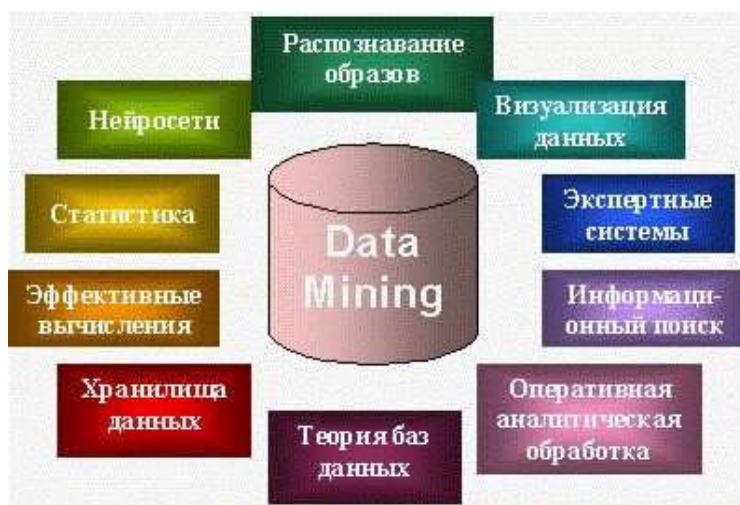 Распознавание
образов
Нейросети
Визуализация
данных
Статистика
Экспертные
системы
Data
Mining
Эффективные
вычисления
Информаци-
онный поиск
Хранилища
данных
Оперативная
аналитическая
обработка
Теория баз
данных